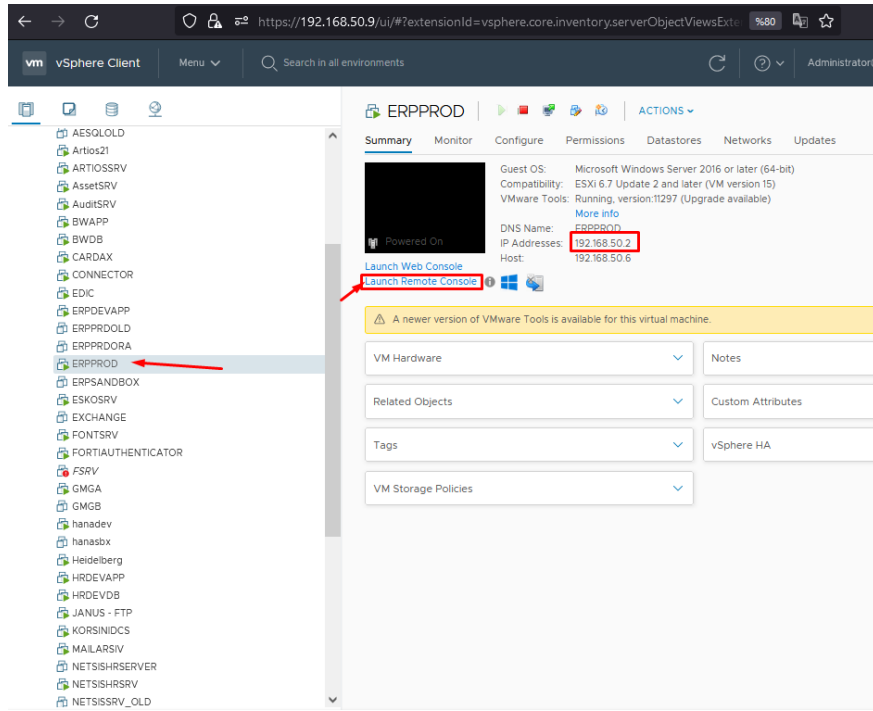 https://192.168.50.9/ui/#?extensionId=vsphere.core.inventory.serverObjectViewsExte
%80
vm vSphere Client
Menu
Search in all environments
Administrator
AESQLOLD
Artios21
ARTIOSSRV
AssetSRV
AuditSRV
BWAPP
BWDB
CARDAX
CONNECTOR
EDIC
ERPDEVAPP
ERPPRDOLD
ERPPRDORA
ERPPROD
ERPSANDBOX
ESKOSRV
EXCHANGE
FONTSRV
FORTIAUTHENTICATOR
FSRV
GMGA
GMGB
hanadev
hanasbx
Heidelberg
HRDEVAPP
HRDEVDB
JANUS - FTP
KORSINIDCS
MAILARSIV
NETSISHRSERVER
NETSISHRSRV
NETSISSRV_OLD
ERPPROD
ACTIONS
Summary Monitor Configure Permissions Datastores Networks Updates
Powered On
Launch Web Console
Launch Remote Console
Guest OS: Microsoft Windows Server 2016 or later (64-bit)
Compatibility: ESXi 6.7 Update 2 and later (VM version 15)
VMware Tools: Running, version:11297 (Upgrade available)
More info
DNS Name: ERPPROD
IP Addresses: 192.168.50.2
Host: 192.168.50.6
A newer version of VMware Tools is available for this virtual machine.
VM Hardware
Notes
Related Objects
Custom Attributes
Tags
vSphere HA
VM Storage Policies